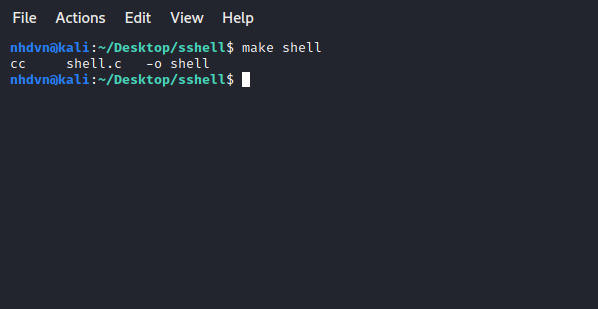 File Actions Edit View Help
nhdvn@kali:~/Desktop/sshell$ make shell
cc     shell.c   -o shell
nhdvn@kali:~/Desktop/sshell$